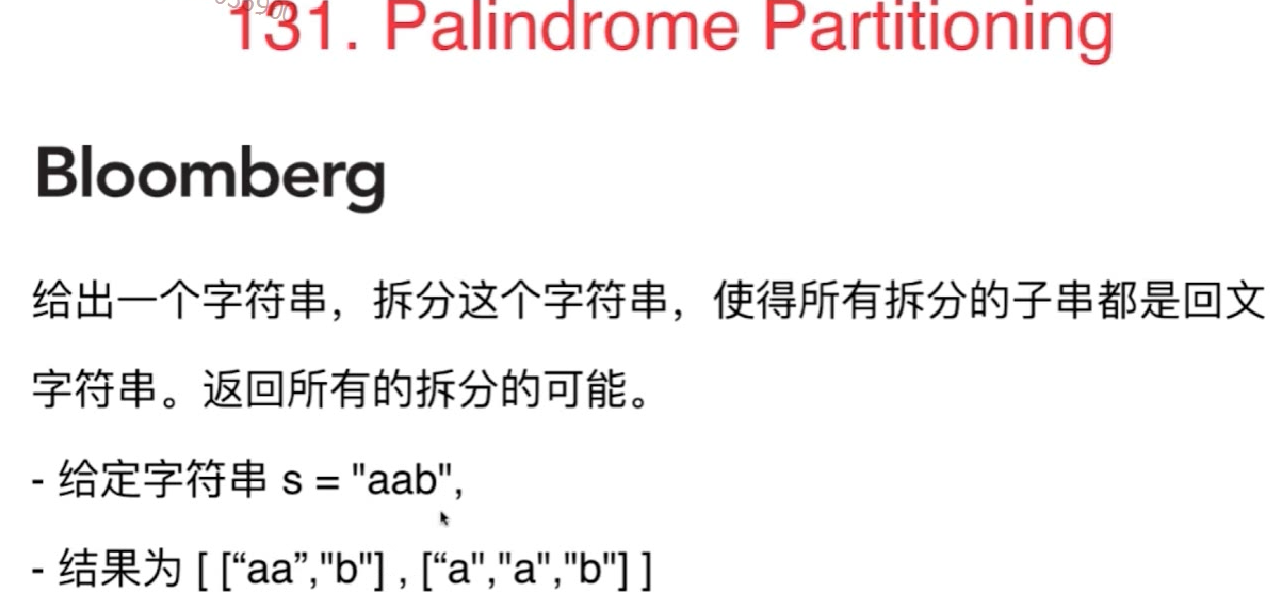 131. Palindrome Partitioning
Bloomberg
给出一个字符串，拆分这个字符串，使得所有拆分的子串都是回文
字符串。返回所有的拆分的可能。
- 给定字符串 s = "aab",
- 结果为 [ [“aa”,"b"] , [“a","a","b"] ]